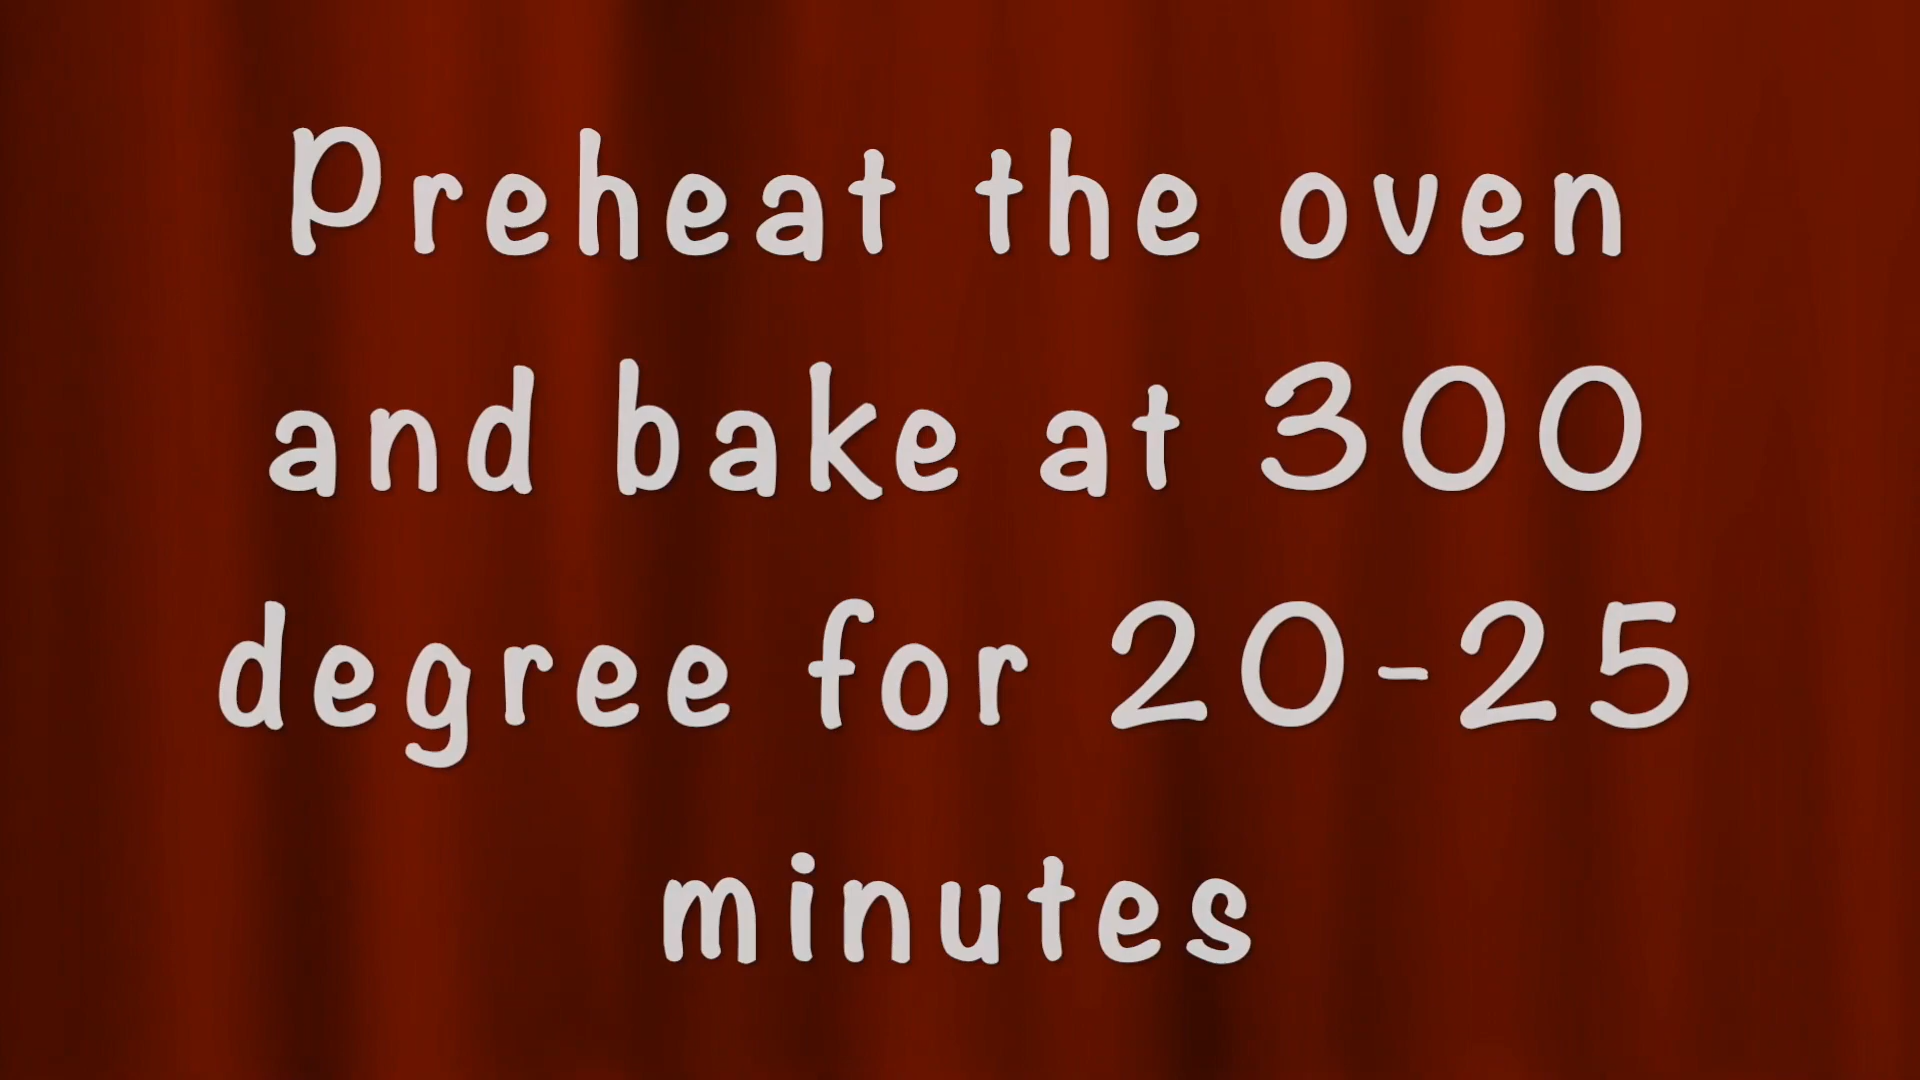 Preheat the oven
and bake at 300
degree for 20-25
minutes